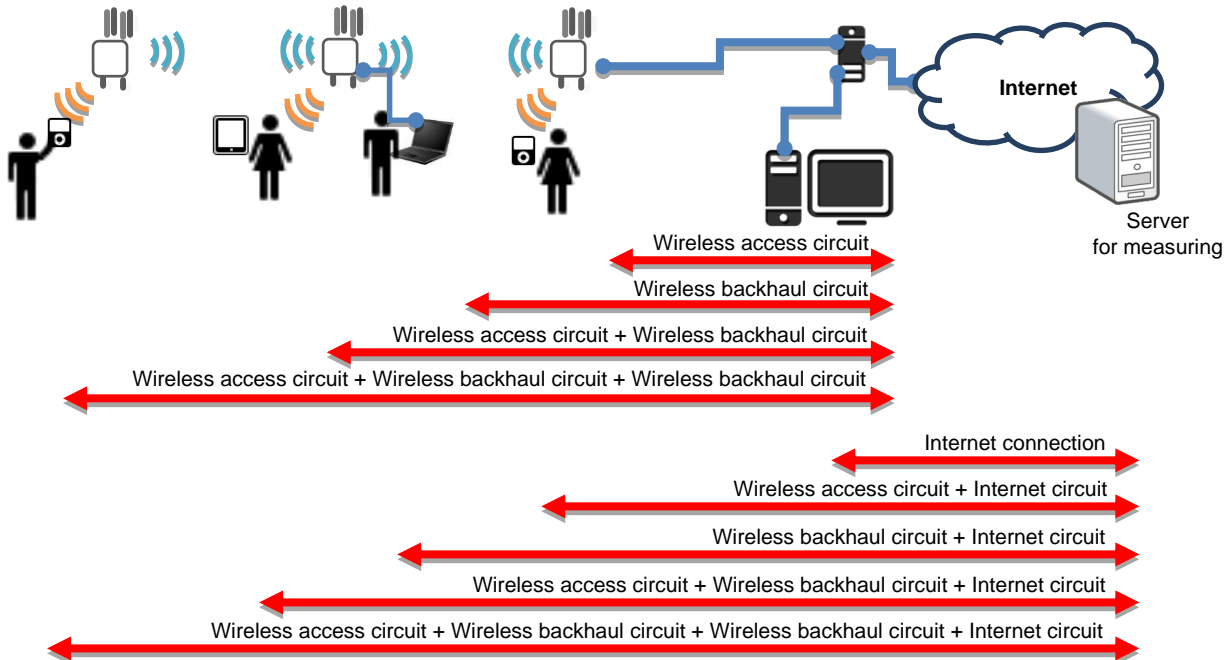 Internet
Server
for measuring
Wireless access circuit
Wireless backhaul circuit
Wireless access circuit + Wireless backhaul circuit
Wireless access circuit + Wireless backhaul circuit + Wireless backhaul circuit
Internet connection
Wireless access circuit + Internet circuit
Wireless backhaul circuit + Internet circuit
Wireless access circuit + Wireless backhaul circuit + Internet circuit
Wireless access circuit + Wireless backhaul circuit + Wireless backhaul circuit + Internet circuit